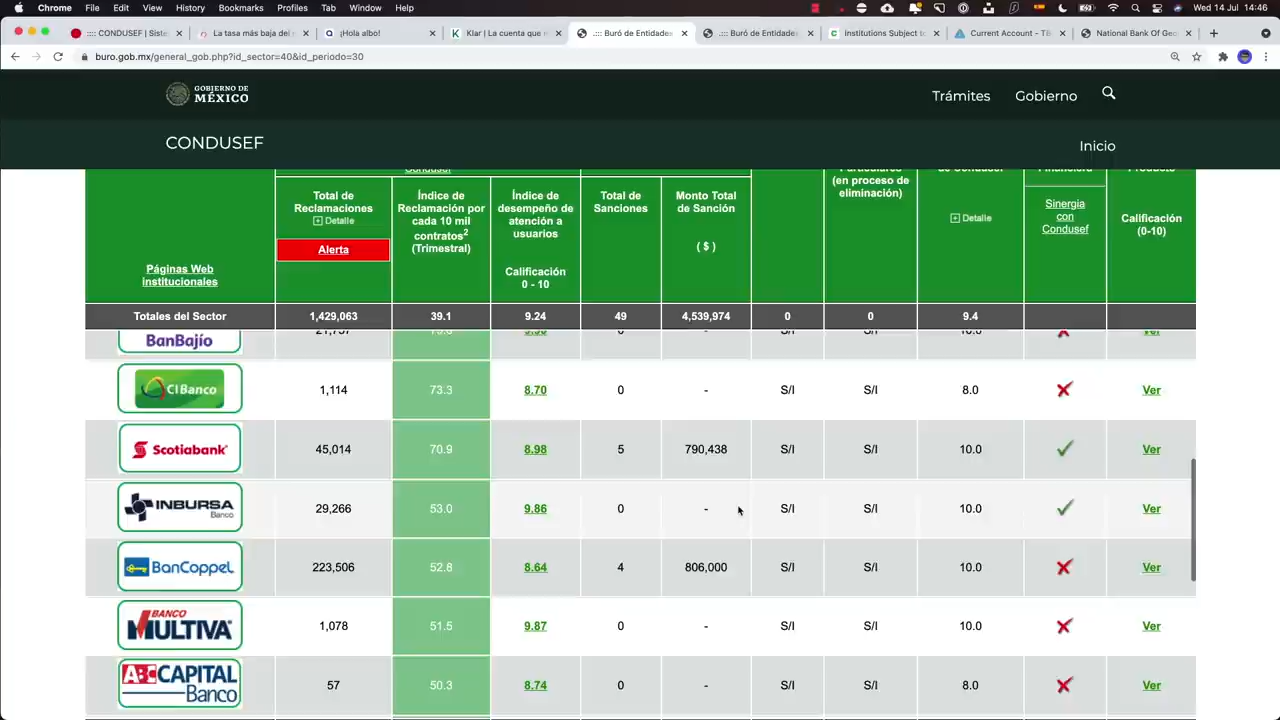 Chrome File Edit View History Bookmarks Profiles Tab Window Help Wed 14 Jul 14:46
.::: CONDUSEF (Siste La tasa más baja del ¡Hola albo! Klar | La cuenta que .::: Buró de Entidade .::: Buró de Entidade Institutions Subject t Current Account - National Bank Of Geo
buro.gob.mx/general_gob.php?id_sector=40&id_periodo=30
GOBIERNO DE
MÉXICO
Trámites Gobierno
CONDUSEF
Inicio
Páginas Web
Institucionales
Total de
Reclamaciones
Detalle
Alerta
Índice de
Reclamación por
cada 10 mil
contratos2
(Trimestral)
Índice de
desempeño de
atención a
usuarios
Calificación
0 - 10
Total de
Sanciones
Monto Total
de Sanción
( $ )
(en proceso de
eliminación)
Detalle
Sinergia
con
Condusef
Calificación
(0-10)
Totales del Sector 1,429,063 39.1 9.24 49 4,539,974 0 0 9.4
BanBajío
CIBanco 1,114 73.3 8.70 0 - S/I S/I 8.0 Ver
Scotiabank 45,014 70.9 8.98 5 790,438 S/I S/I 10.0 Ver
INBURSA
Banco
29,266 53.0 9.86 0 - S/I S/I 10.0 Ver
BanCoppel 223,506 52.8 8.64 4 806,000 S/I S/I 10.0 Ver
BANCO
MULTIVA
1,078 51.5 9.87 0 - S/I S/I 10.0 Ver
ABCCAPITAL
Banco
57 50.3 8.74 0 - S/I S/I 8.0 Ver